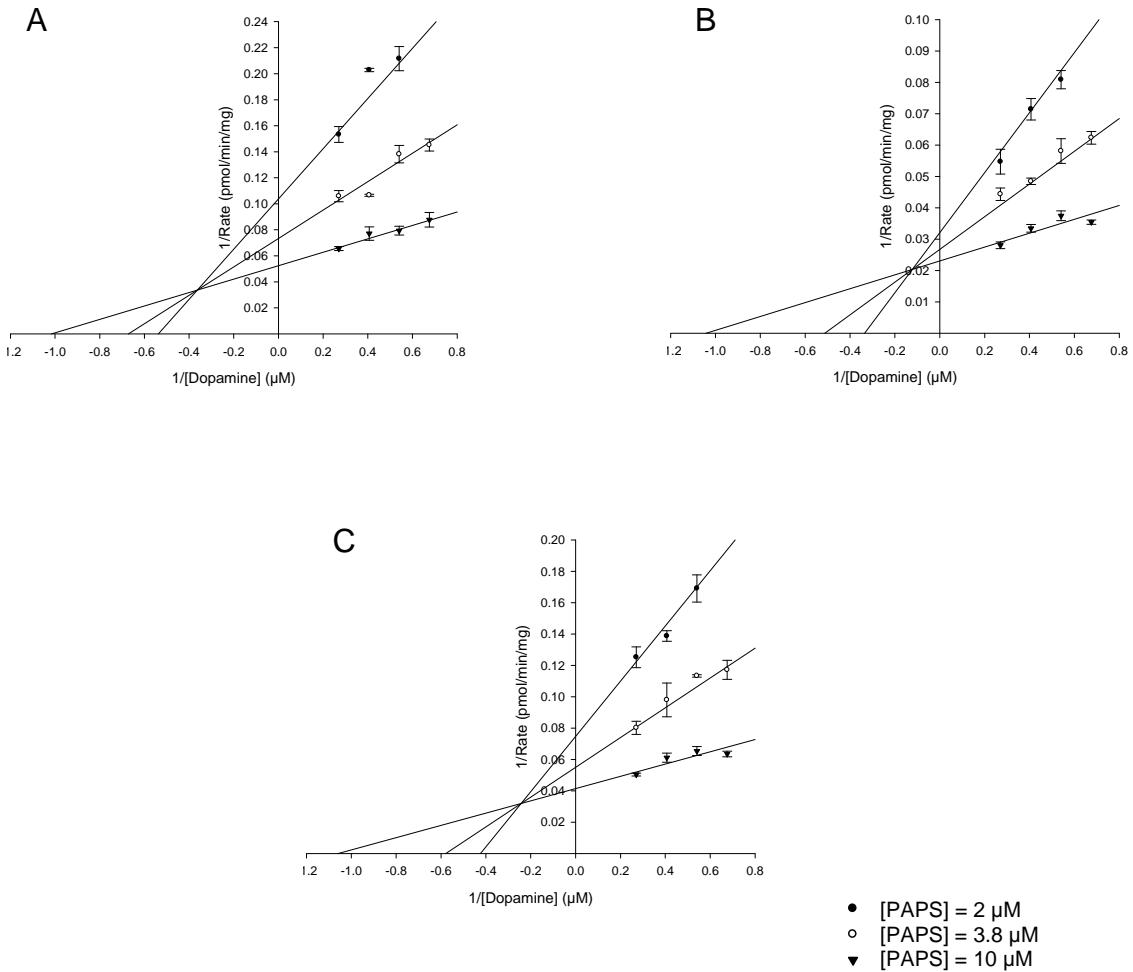 A
0.24
0.22
0.20
0.16
0.14
0.12
0.10
0.08
0.06
0.04
0.02
1/Rate (pmol/min/mg)
1.2 -1.0 -0.8 -0.6 -0.4 -0.2 0.0 0.2 0.4 0.6 0.8
1/[Dopamine] (µM)
B
0.10
0.09
0.08
0.07
0.06
0.05
0.04
0.03
0.02
0.01
1/Rate (pmol/min/mg)
1.2 -1.0 -0.8 -0.6 -0.4 -0.2 0.0 0.2 0.4 0.6 0.8
1/[Dopamine] (µM)
C
0.20
0.18
0.16
0.14
0.12
0.10
0.08
0.06
0.04
0.02
1/Rate (pmol/min/mg)
1.2 -1.0 -0.8 -0.6 -0.4 -0.2 0.0 0.2 0.4 0.6 0.8
1/[Dopamine] (µM)
[PAPS] = 2 µM
[PAPS] = 3.8 µM
[PAPS] = 10 µM